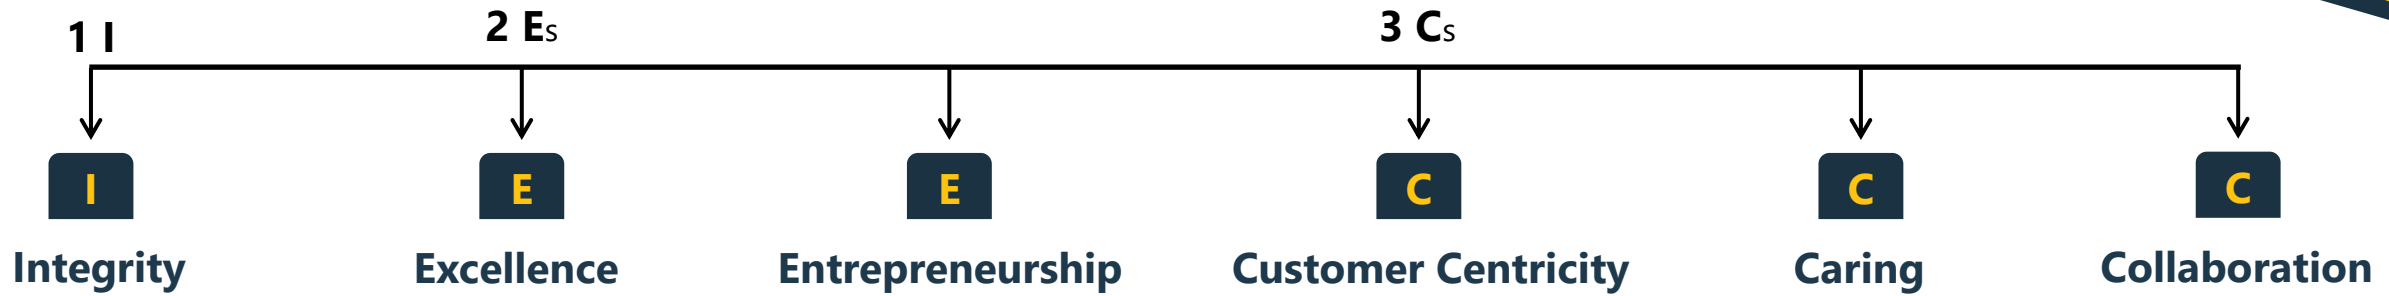 1 I 2 Es 3 Cs
I E E C C C
Integrity Excellence Entrepreneurship Customer Centricity Caring Collaboration